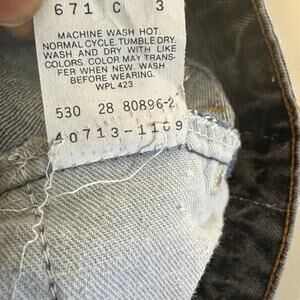 671 C 3
MACHINE WASH HOT.
NORMAL CYCLE. TUMBLE DRY.
WASH AND DRY WITH LIKE
COLORS. COLOR MAY TRANS-
FER WHEN NEW. WASH
BEFORE WEARING.
WPL 423
530 28 80896-2
40713-1109